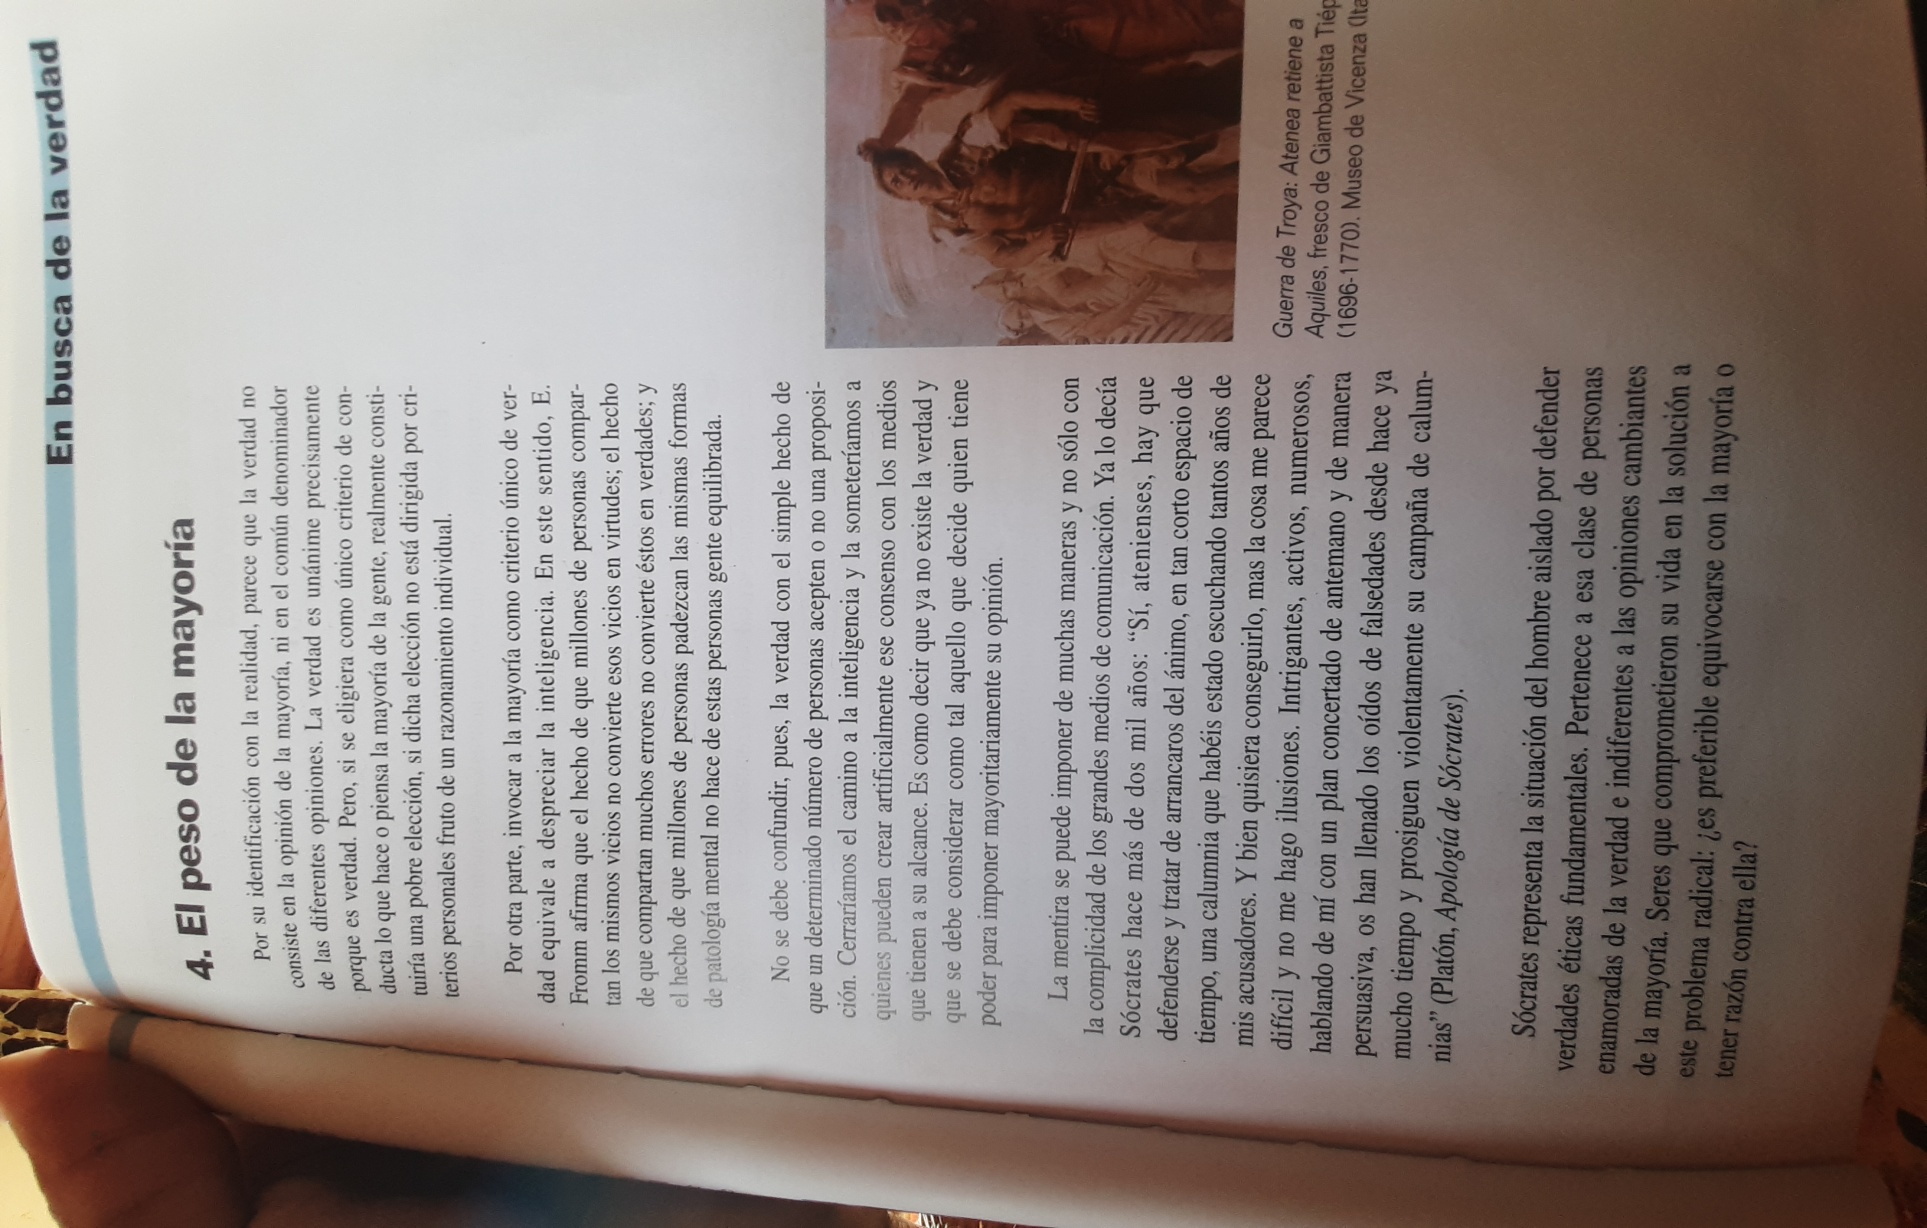 En busca de la verdad
4. El peso de la mayoría
Por su identificación con la realidad, parece que la verdad no
consiste en la opinión de la mayoría, ni en el común denominador
de las diferentes opiniones. La verdad es unánime precisamente
porque es verdad. Pero, si se eligiera como único criterio de con-
ducta lo que hace o piensa la mayoría de la gente, realmente consti-
tuiría una pobre elección, si dicha elección no está dirigida por cri-
terios personales fruto de un razonamiento individual.
Por otra parte, invocar a la mayoría como criterio único de ver-
dad equivale a despreciar la inteligencia. En este sentido, E.
Fromm afirma que el hecho de que millones de personas compar-
tan los mismos vicios no convierte esos vicios en virtudes; el hecho
de que compartan muchos errores no convierte éstos en verdades; y
el hecho de que millones de personas padezcan las mismas formas
de patología mental no hace de estas personas gente equilibrada.
No se debe confundir, pues, la verdad con el simple hecho de
que un determinado número de personas acepten o no una proposi-
ción. Cerraríamos el camino a la inteligencia y la someteríamos a
quienes pueden crear artificialmente ese consenso con los medios
que tienen a su alcance. Es como decir que ya no existe la verdad y
que se debe considerar como tal aquello que decide quien tiene
poder para imponer mayoritariamente su opinión.
La mentira se puede imponer de muchas maneras y no sólo con
la complicidad de los grandes medios de comunicación. Ya lo decía
Sócrates hace más de dos mil años: “Sí, atenienses, hay que
defenderse y tratar de arrancaros del ánimo, en tan corto espacio de
tiempo, una calumnia que habéis estado escuchando tantos años de
mis acusadores. Y bien quisiera conseguirlo, mas la cosa me parece
difícil y no me hago ilusiones. Intrigantes, activos, numerosos,
hablando de mí con un plan concertado de antemano y de manera
persuasiva, os han llenado los oídos de falsedades desde hace ya
mucho tiempo y prosiguen violentamente su campaña de calum-
nias” (Platón, Apología de Sócrates).
Sócrates representa la situación del hombre aislado por defender
verdades éticas fundamentales. Pertenece a esa clase de personas
enamoradas de la verdad e indiferentes a las opiniones cambiantes
de la mayoría. Seres que comprometieron su vida en la solución a
este problema radical: ¿es preferible equivocarse con la mayoría o
tener razón contra ella?
Guerra de Troya: Atenea retiene a
Aquiles, fresco de Giambattista Tiép
(1696-1770). Museo de Vicenza (Ita